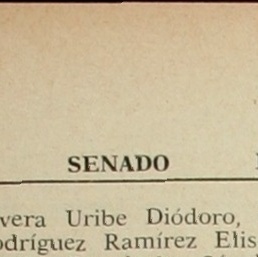 SENADO
vera Uribe Diódoro,
odríguez Ramírez Elis